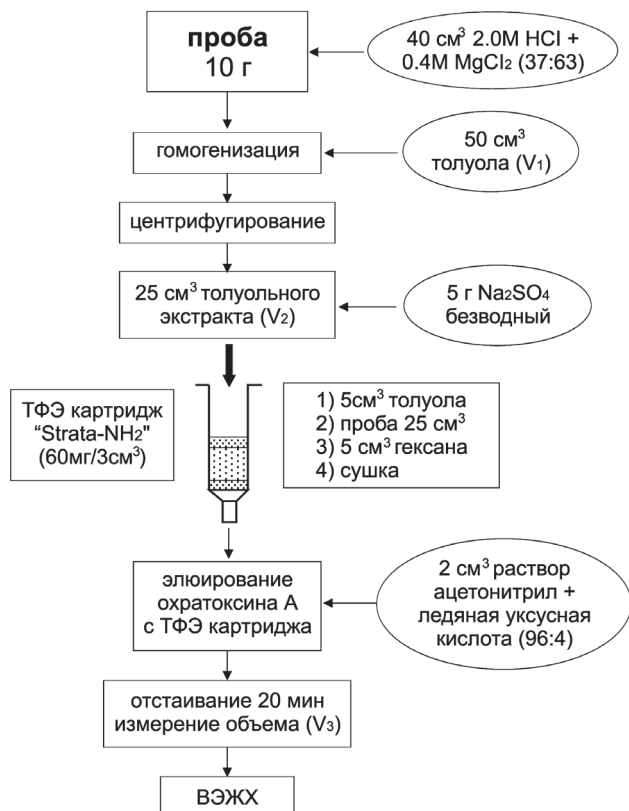 проба
10 г
40 см³ 2.0М HCl +
0.4М MgCl₂ (37:63)
гомогенизация
50 см³
толуола (V₁)
центрифугирование
25 см³ толуольного
экстракта (V₂)
5 г Na₂SO₄
безводный
ТФЭ картридж
“Strata-NH₂"
(60мг/3см³)
1) 5см³ толуола
2) проба 25 см³
3) 5 см³ гексана
4) сушка
элюирование
охратоксина А
с ТФЭ картриджа
2 см³ раствор
ацетонитрил +
ледяная уксусная
кислота (96:4)
отстаивание 20 мин
измерение объема (V₃)
ВЭЖХ